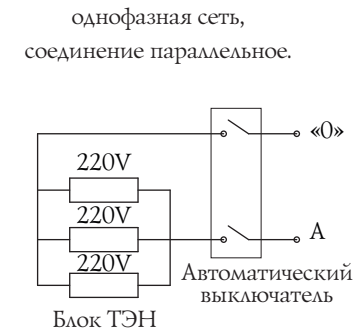 однофазная сеть,
соединение параллельное.
«0»
220V
220V
A
220V
Автоматический
выключатель
Блок ТЭН